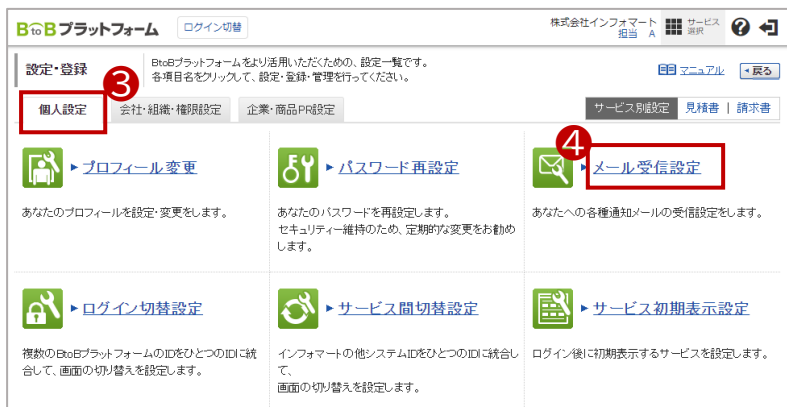 BtoBプラットフォーム ログイン切替 株式会社インフォマート 担当 A サービス選択 ?
設定・登録 BtoBプラットフォームをより活用いただくための、設定一覧です。
各項目名をクリックして、設定・登録・管理を行ってください。 マニュアル ◂戻る
3
個人設定 会社・組織・権限設定 企業・商品PR設定 サービス別設定 見積書 | 請求書
4
▸プロフィール変更 ▸パスワード再設定 ▸メール受信設定
あなたのプロフィールを設定・変更をします。
あなたのパスワードを再設定します。
セキュリティー維持のため、定期的な変更をお勧め
します。
あなたへの各種通知メールの受信設定をします。
▸ログイン切替設定 ▸サービス間切替設定 ▸サービス初期表示設定
複数のBtoBプラットフォームのIDをひとつのIDに統
合して、画面の切り替えを設定します。
インフォマートの他システムIDをひとつのIDに統合し
て、
画面の切り替えを設定します。
ログイン後に初期表示するサービスを設定します。